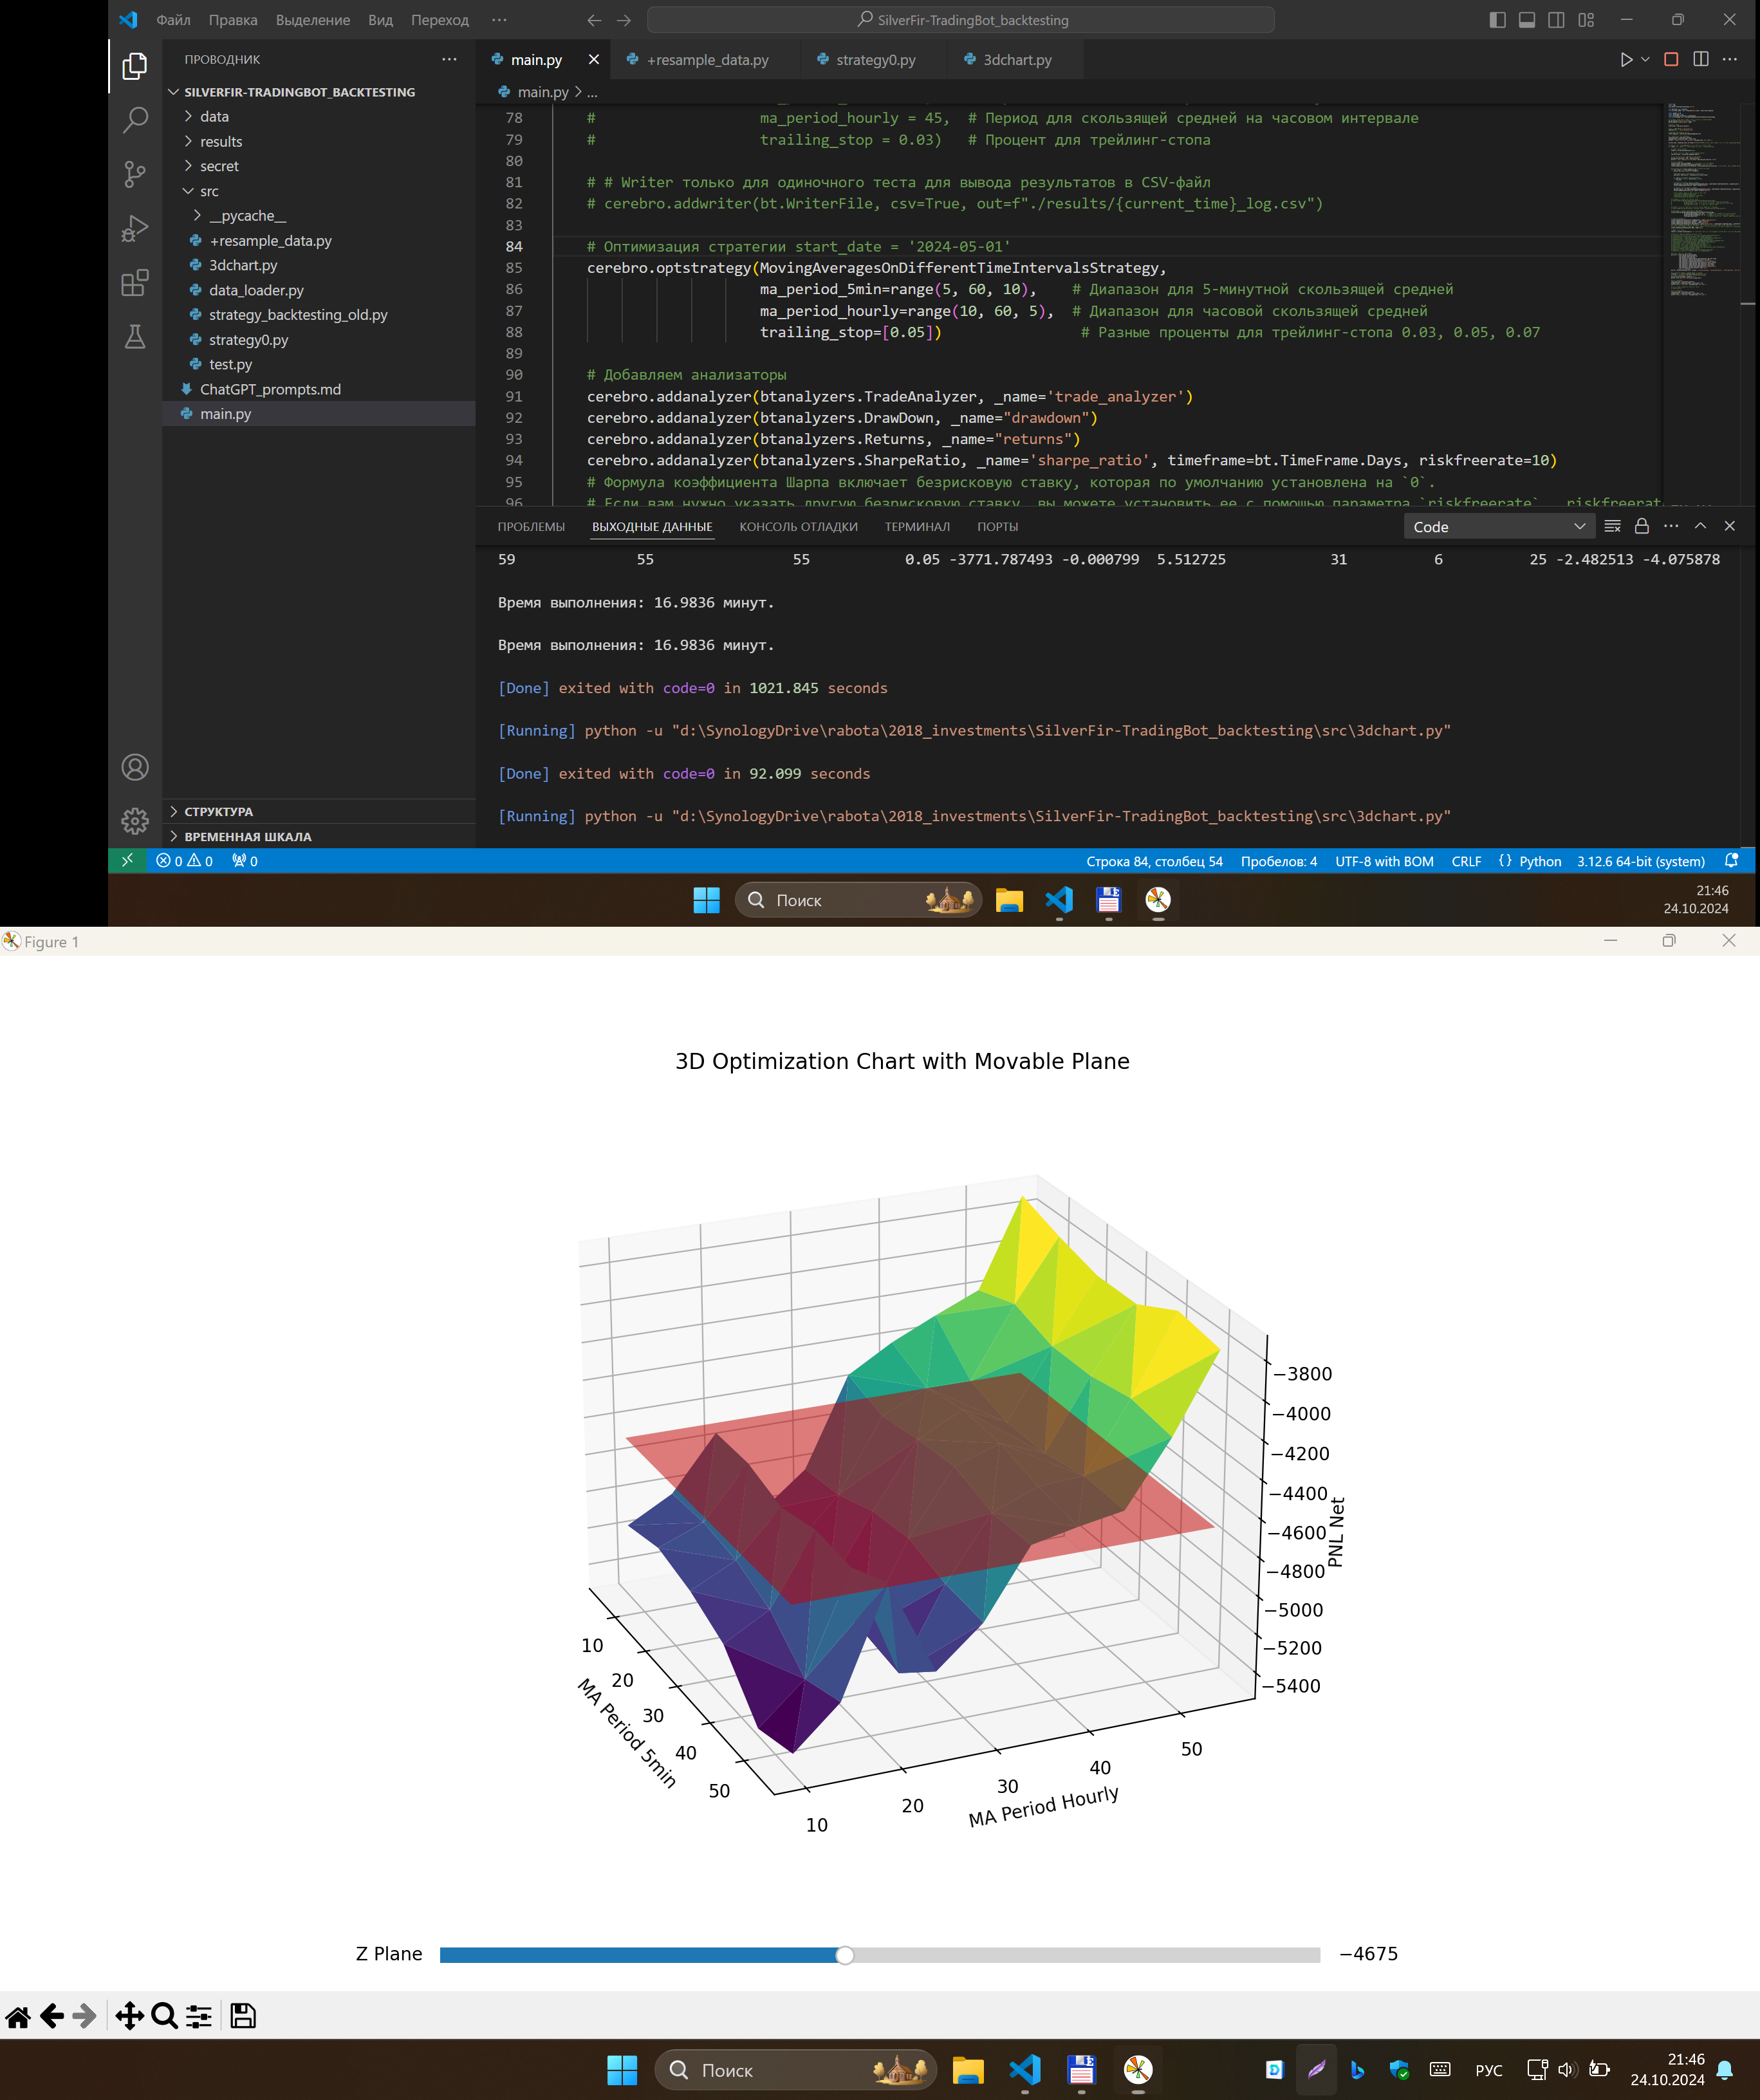 Файл Правка Выделение Вид Переход ··· SilverFir-TradingBot_backtesting
ПРОВОДНИК ···
SILVERFIR-TRADINGBOT_BACKTESTING
data
results
secret
src
__pycache__
+resample_data.py
3dchart.py
data_loader.py
strategy_backtesting_old.py
strategy0.py
test.py
ChatGPT_prompts.md
main.py
СТРУКТУРА
ВРЕМЕННАЯ ШКАЛА
main.py +resample_data.py strategy0.py 3dchart.py
main.py > ...
78 # ma_period_hourly = 45, # Период для скользящей средней на часовом интервале
79 # trailing_stop = 0.03) # Процент для трейлинг-стопа
80
81 # # Writer только для одиночного теста для вывода результатов в CSV-файл
82 # cerebro.addwriter(bt.WriterFile, csv=True, out=f"./results/{current_time}_log.csv")
83
84 # Оптимизация стратегии start_date = '2024-05-01'
85 cerebro.optstrategy(MovingAveragesOnDifferentTimeIntervalsStrategy,
86 ma_period_5min=range(5, 60, 10), # Диапазон для 5-минутной скользящей средней
87 ma_period_hourly=range(10, 60, 5), # Диапазон для часовой скользящей средней
88 trailing_stop=[0.05]) # Разные проценты для трейлинг-стопа 0.03, 0.05, 0.07
89
90 # Добавляем анализаторы
91 cerebro.addanalyzer(btanalyzers.TradeAnalyzer, _name='trade_analyzer')
92 cerebro.addanalyzer(btanalyzers.DrawDown, _name="drawdown")
93 cerebro.addanalyzer(btanalyzers.Returns, _name="returns")
94 cerebro.addanalyzer(btanalyzers.SharpeRatio, _name='sharpe_ratio', timeframe=bt.TimeFrame.Days, riskfreerate=10)
95 # Формула коэффициента Шарпа включает безрисковую ставку, которая по умолчанию установлена на `0`.
96 # Если вам нужно указать другую безрисковую ставку, вы можете установить ее с помощью параметра `riskfreerate`.
ПРОБЛЕМЫ ВЫХОДНЫЕ ДАННЫЕ КОНСОЛЬ ОТЛАДКИ ТЕРМИНАЛ ПОРТЫ Code
59 55 55 0.05 -3771.787493 -0.000799 5.512725 31 6 25 -2.482513 -4.075878
Время выполнения: 16.9836 минут.
Время выполнения: 16.9836 минут.
[Done] exited with code=0 in 1021.845 seconds
[Running] python -u "d:\SynologyDrive\rabota\2018_investments\SilverFir-TradingBot_backtesting\src\3dchart.py"
[Done] exited with code=0 in 92.099 seconds
[Running] python -u "d:\SynologyDrive\rabota\2018_investments\SilverFir-TradingBot_backtesting\src\3dchart.py"
0 0 0 Строка 84, столбец 54 Пробелов: 4 UTF-8 with BOM CRLF {} Python 3.12.6 64-bit (system)
Поиск
21:46
24.10.2024
Figure 1
3D Optimization Chart with Movable Plane
−3800
−4000
−4200
−4400
−4600
−4800
−5000
−5200
−5400
PNL Net
10
20
30
40
50
MA Period 5min
10
20
30
40
50
MA Period Hourly
Z Plane −4675
Поиск
РУС
21:46
24.10.2024